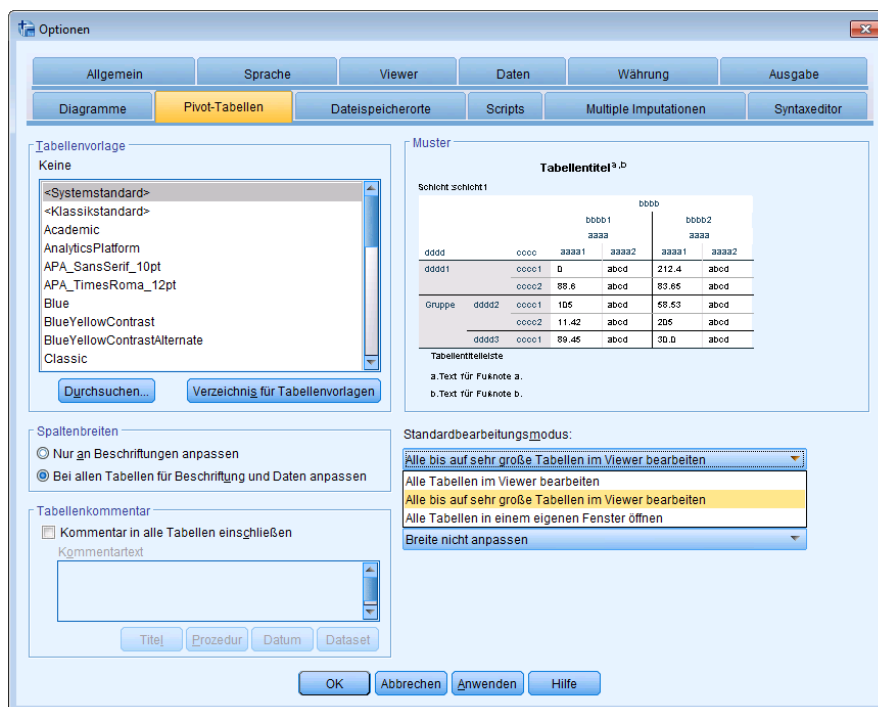 Optionen
Allgemein Sprache Viewer Daten Währung Ausgabe
Diagramme Pivot-Tabellen Dateispeicherorte Scripts Multiple Imputationen Syntaxeditor
Tabellenvorlage
Keine
<Systemstandard>
<Klassikstandard>
Academic
AnalyticsPlatform
APA_SansSerif_10pt
APA_TimesRoma_12pt
Blue
BlueYellowContrast
BlueYellowContrastAlternate
Classic
Durchsuchen... Verzeichnis für Tabellenvorlagen
Muster
Tabellentitel a,b
Schicht:schicht1
bbbb
bbbb1 bbbb2
aaaa aaaa
dddd cccc aaaa1 aaaa2 aaaa1 aaaa2
dddd1 cccc1 0 abcd 212.4 abcd
cccc2 88.6 abcd 83.65 abcd
Gruppe dddd2 cccc1 105 abcd 58.53 abcd
cccc2 11.42 abcd 205 abcd
dddd3 cccc1 89.45 abcd 30.0 abcd
Tabellentitelleiste
a.Text für Fußnote a.
b.Text für Fußnote b.
Spaltenbreiten
Nur an Beschriftungen anpassen
Bei allen Tabellen für Beschriftung und Daten anpassen
Standardbearbeitungsmodus:
Alle bis auf sehr große Tabellen im Viewer bearbeiten
Alle Tabellen im Viewer bearbeiten
Alle bis auf sehr große Tabellen im Viewer bearbeiten
Alle Tabellen in einem eigenen Fenster öffnen
Breite nicht anpassen
Tabellenkommentar
Kommentar in alle Tabellen einschließen
Kommentartext
Titel Prozedur Datum Dataset
OK Abbrechen Anwenden Hilfe